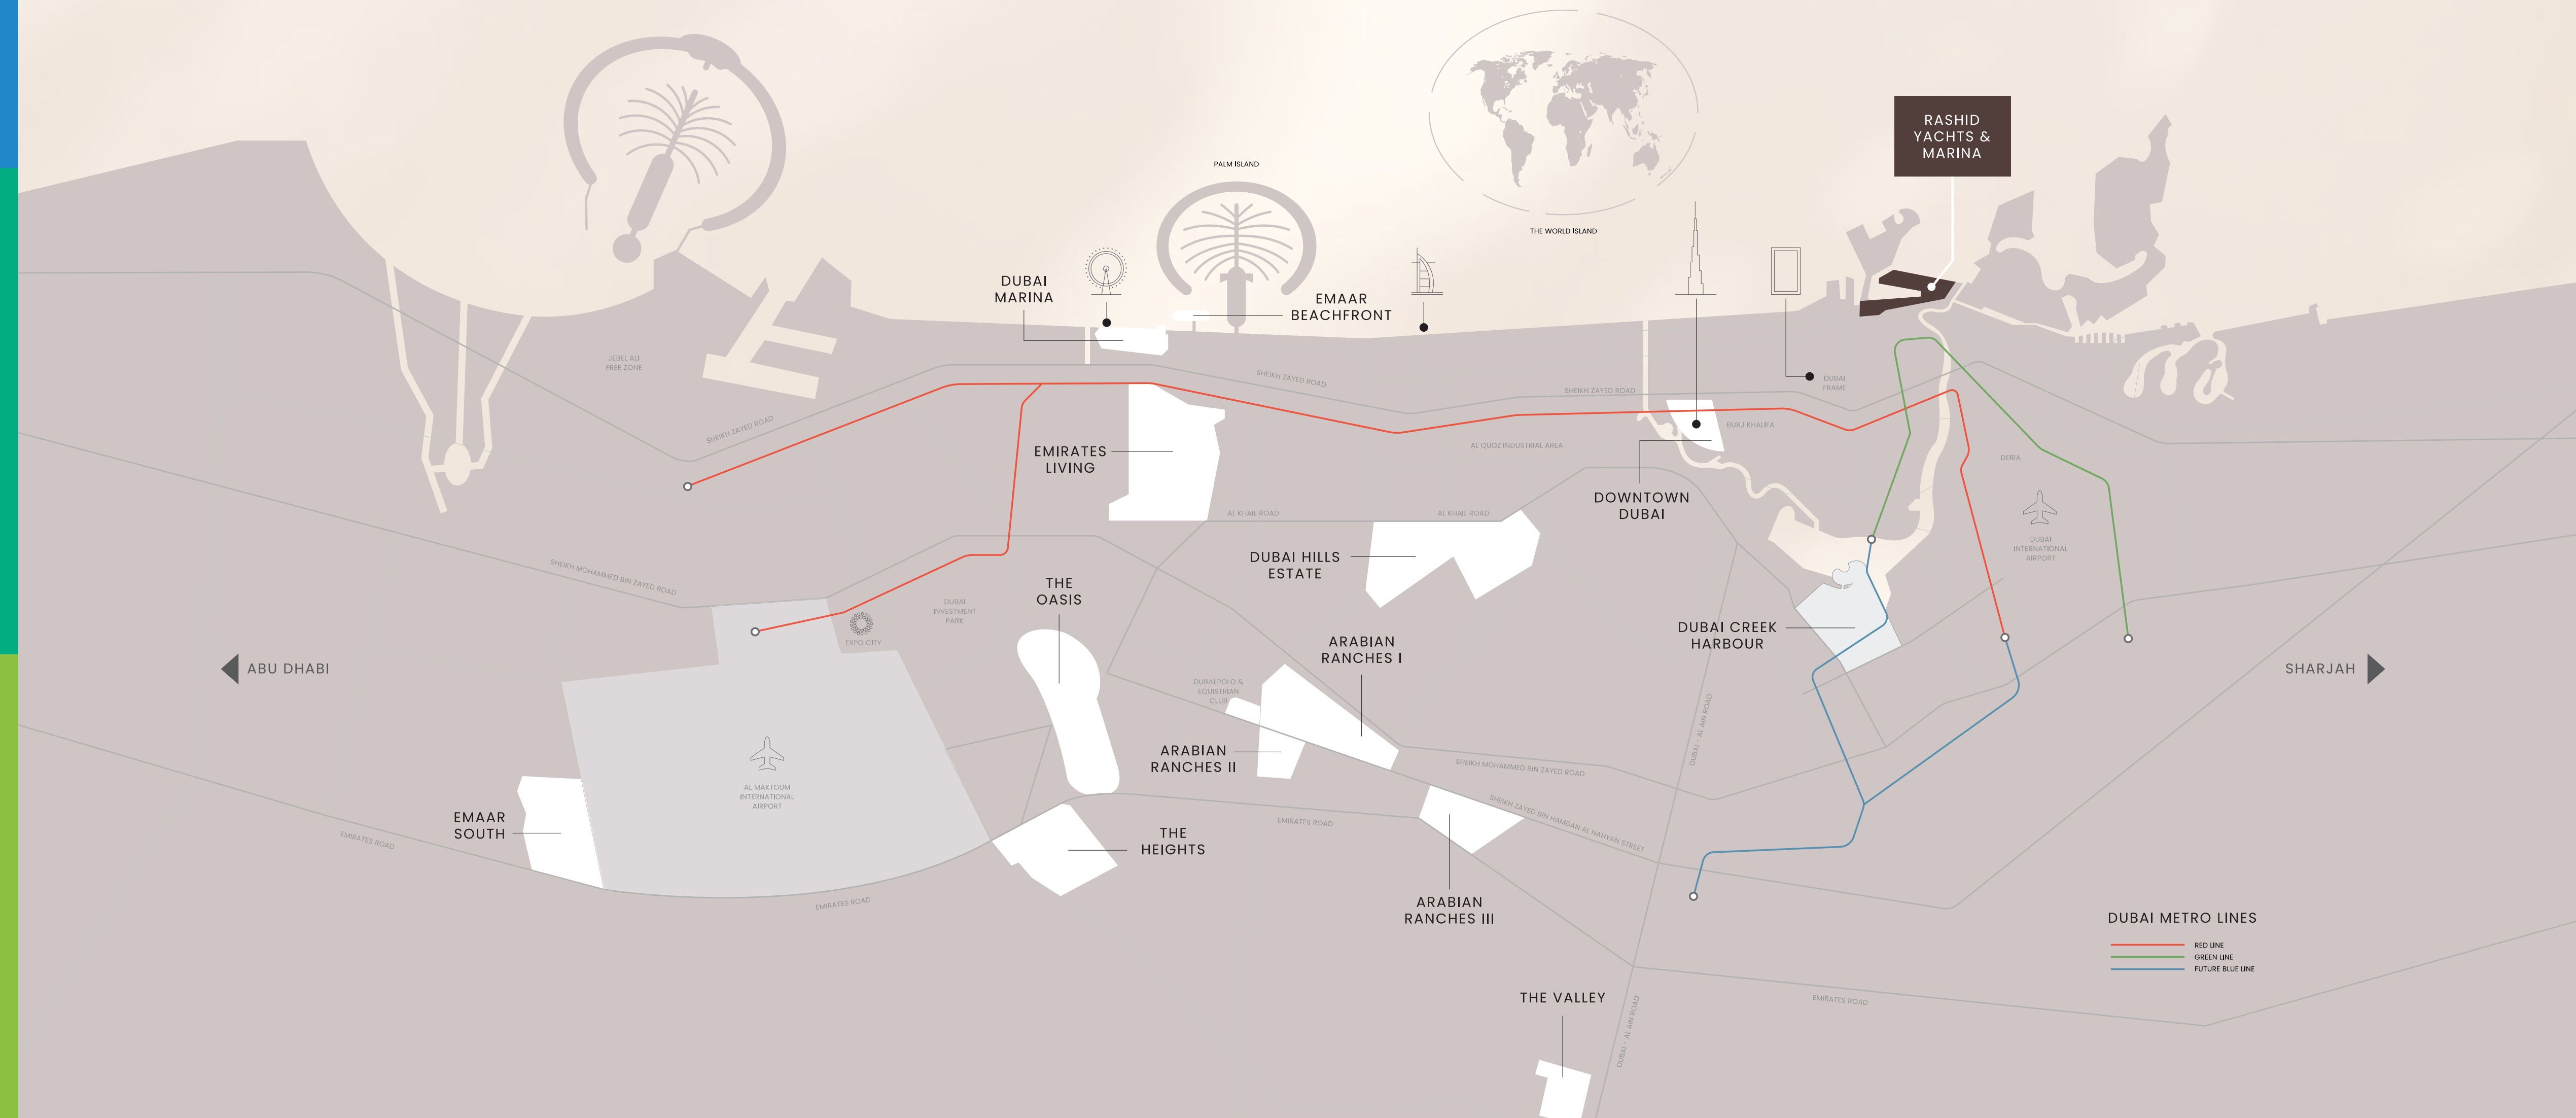 PALM ISLAND
THE WORLD ISLAND
RASHID
YACHTS &
MARINA
DUBAI
MARINA
EMAAR
BEACHFRONT
JEBEL ALI
FREE ZONE
SHEIKH ZAYED ROAD
SHEIKH ZAYED ROAD
SHEIKH ZAYED ROAD
DUBAI
FRAME
BURJ KHALIFA
AL QUOZ INDUSTRIAL AREA
DEIRA
EMIRATES
LIVING
DOWNTOWN
DUBAI
AL KHAIL ROAD
AL KHAIL ROAD
DUBAI
INTERNATIONAL
AIRPORT
DUBAI HILLS
ESTATE
SHEIKH MOHAMMED BIN ZAYED ROAD
THE
OASIS
DUBAI
INVESTMENT
PARK
EXPO CITY
ARABIAN
RANCHES I
DUBAI CREEK
HARBOUR
ABU DHABI
SHARJAH
DUBAI POLO &
EQUISTRIAN
CLUB
ARABIAN
RANCHES II
DUBAI - AL AIN ROAD
SHEIKH MOHAMMED BIN ZAYED ROAD
AL MAKTOUM
INTERNATIONAL
AIRPORT
SHEIKH ZAYED BIN HAMDAN AL NAHYAN STREET
EMAAR
SOUTH
EMIRATES ROAD
EMIRATES ROAD
THE
HEIGHTS
EMIRATES ROAD
ARABIAN
RANCHES III
DUBAI METRO LINES
RED LINE
GREEN LINE
FUTURE BLUE LINE
THE VALLEY
EMIRATES ROAD
DUBAI - AL AIN ROAD